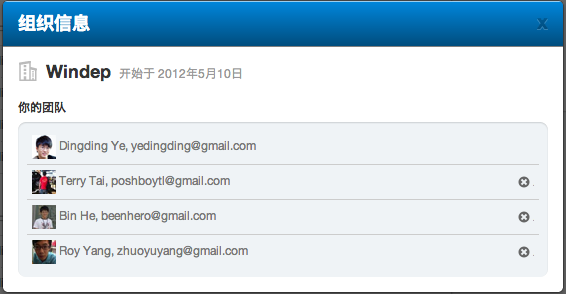 组织信息 x
Windep 开始于 2012年5月10日
你的团队
Dingding Ye, yedingding@gmail.com
Terry Tai, poshboytl@gmail.com
Bin He, beenhero@gmail.com
Roy Yang, zhuoyuyang@gmail.com